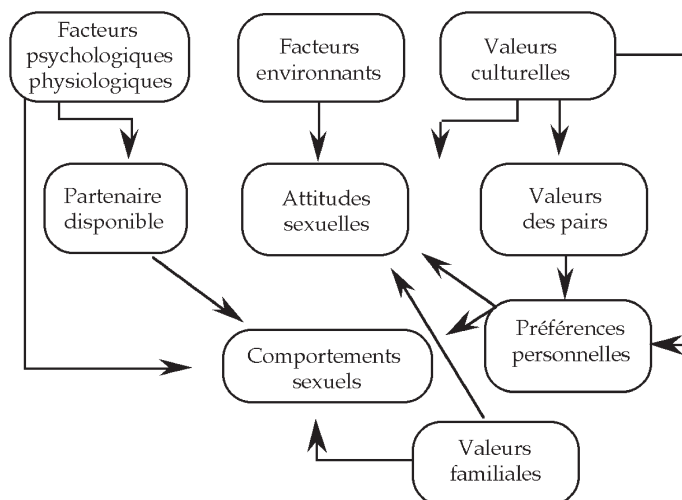 Facteurs
psychologiques
physiologiques
Facteurs
environnants
Valeurs
culturelles
Partenaire
disponible
Attitudes
sexuelles
Valeurs
des pairs
Préférences
personnelles
Comportements
sexuels
Valeurs
familiales